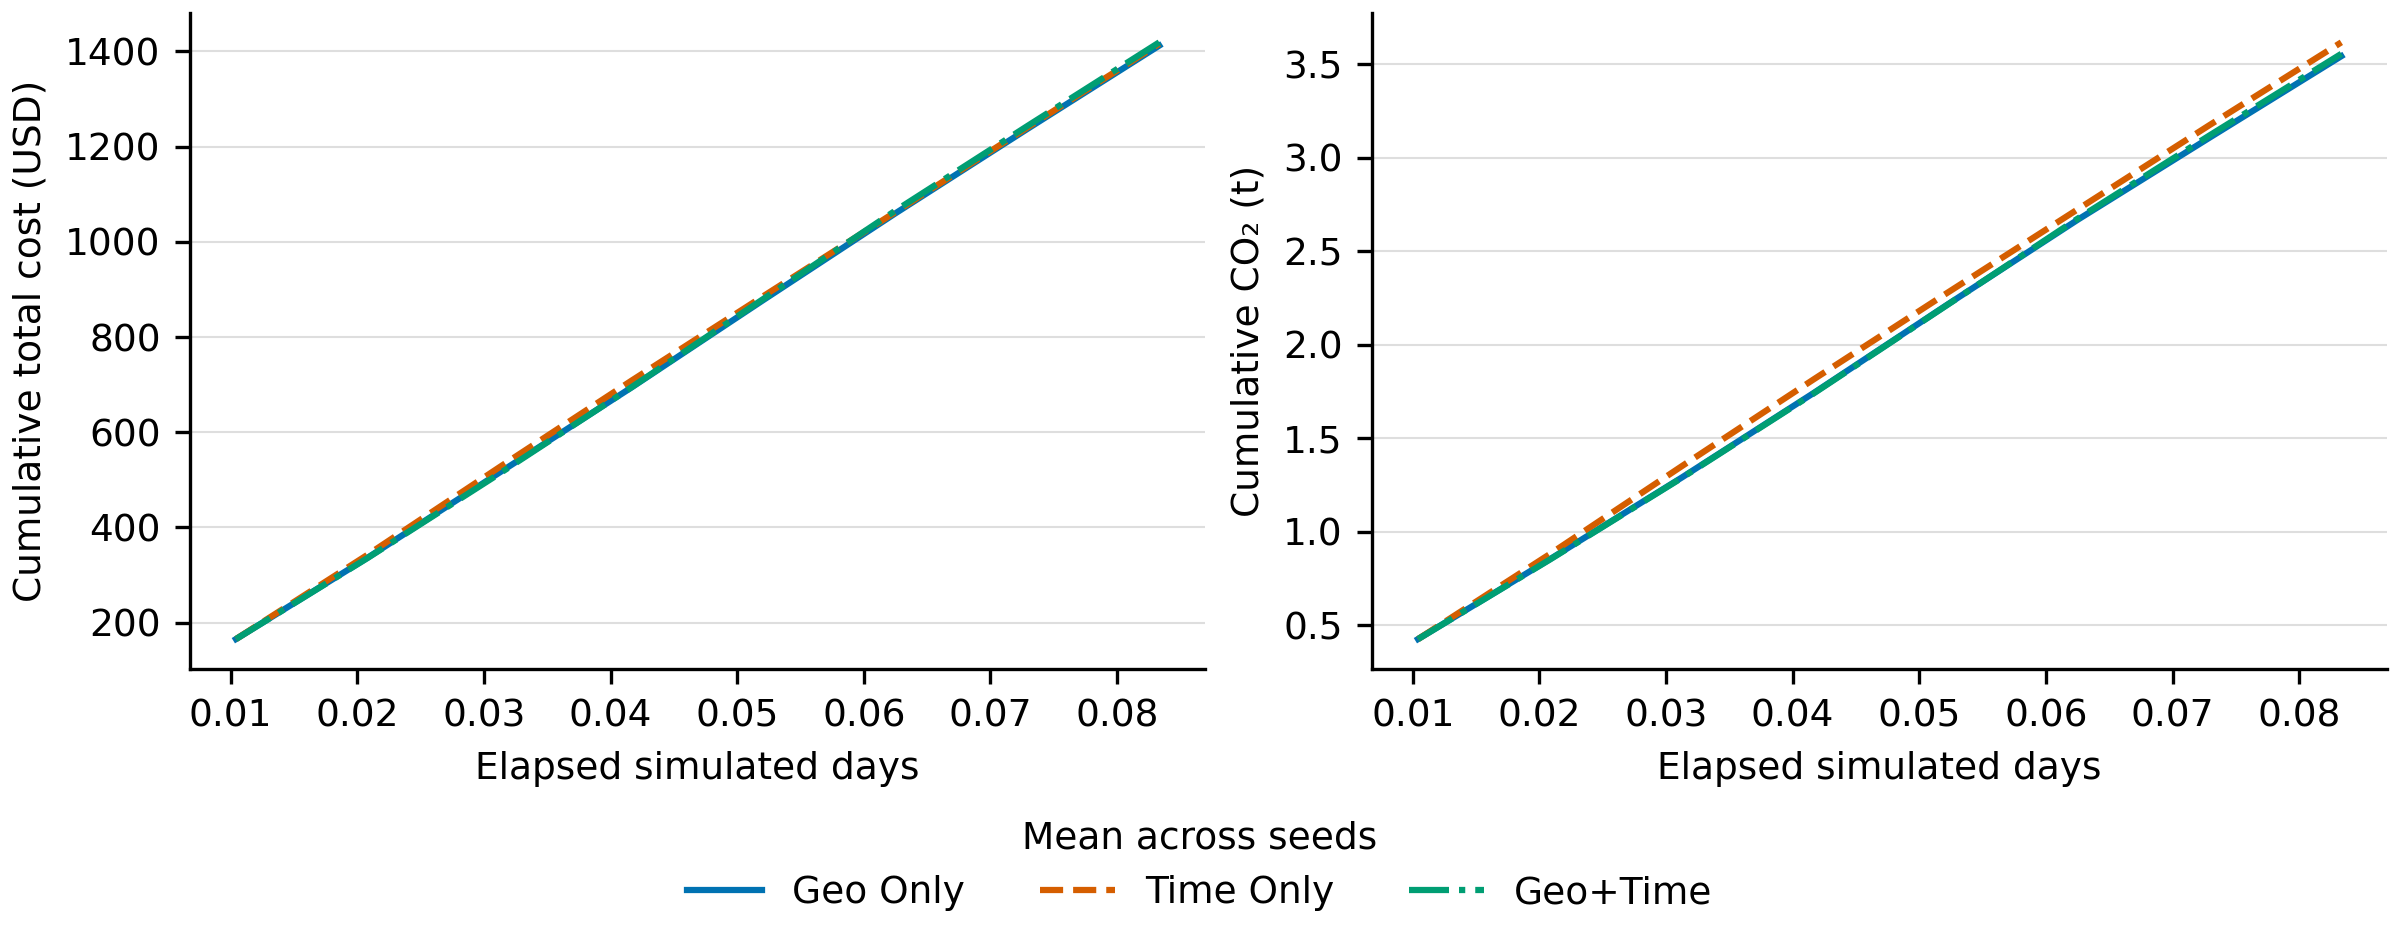 Cumulative total cost (USD)
1400
1200
1000
800
600
400
200
0.01 0.02 0.03 0.04 0.05 0.06 0.07 0.08
Elapsed simulated days
Cumulative CO₂ (t)
3.5
3.0
2.5
2.0
1.5
1.0
0.5
0.01 0.02 0.03 0.04 0.05 0.06 0.07 0.08
Elapsed simulated days
Mean across seeds
Geo Only Time Only Geo+Time